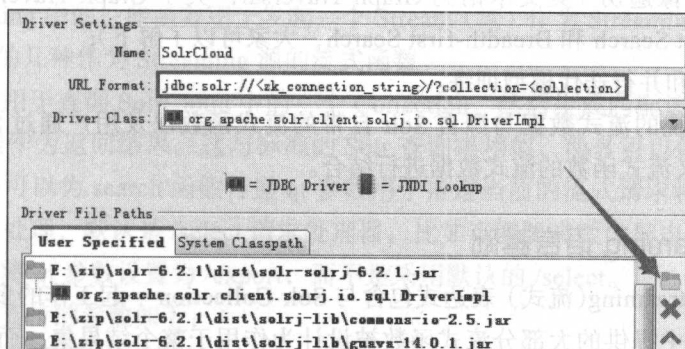 Driver Settings
Name: SolrCloud
URL Format: jdbc:solr://<zk_connection_string>/?collection=<collection>
Driver Class: org.apache.solr.client.solrj.io.sql.DriverImpl
= JDBC Driver = JNDI Lookup
Driver File Paths
User Specified System Classpath
E:\zip\solr-6.2.1\dist\solr-solrj-6.2.1.jar
org.apache.solr.client.solrj.io.sql.DriverImpl
E:\zip\solr-6.2.1\dist\solrj-lib\commons-io-2.5.jar
E:\zip\solr-6.2.1\dist\solrj-lib\guava-14.0.1.jar